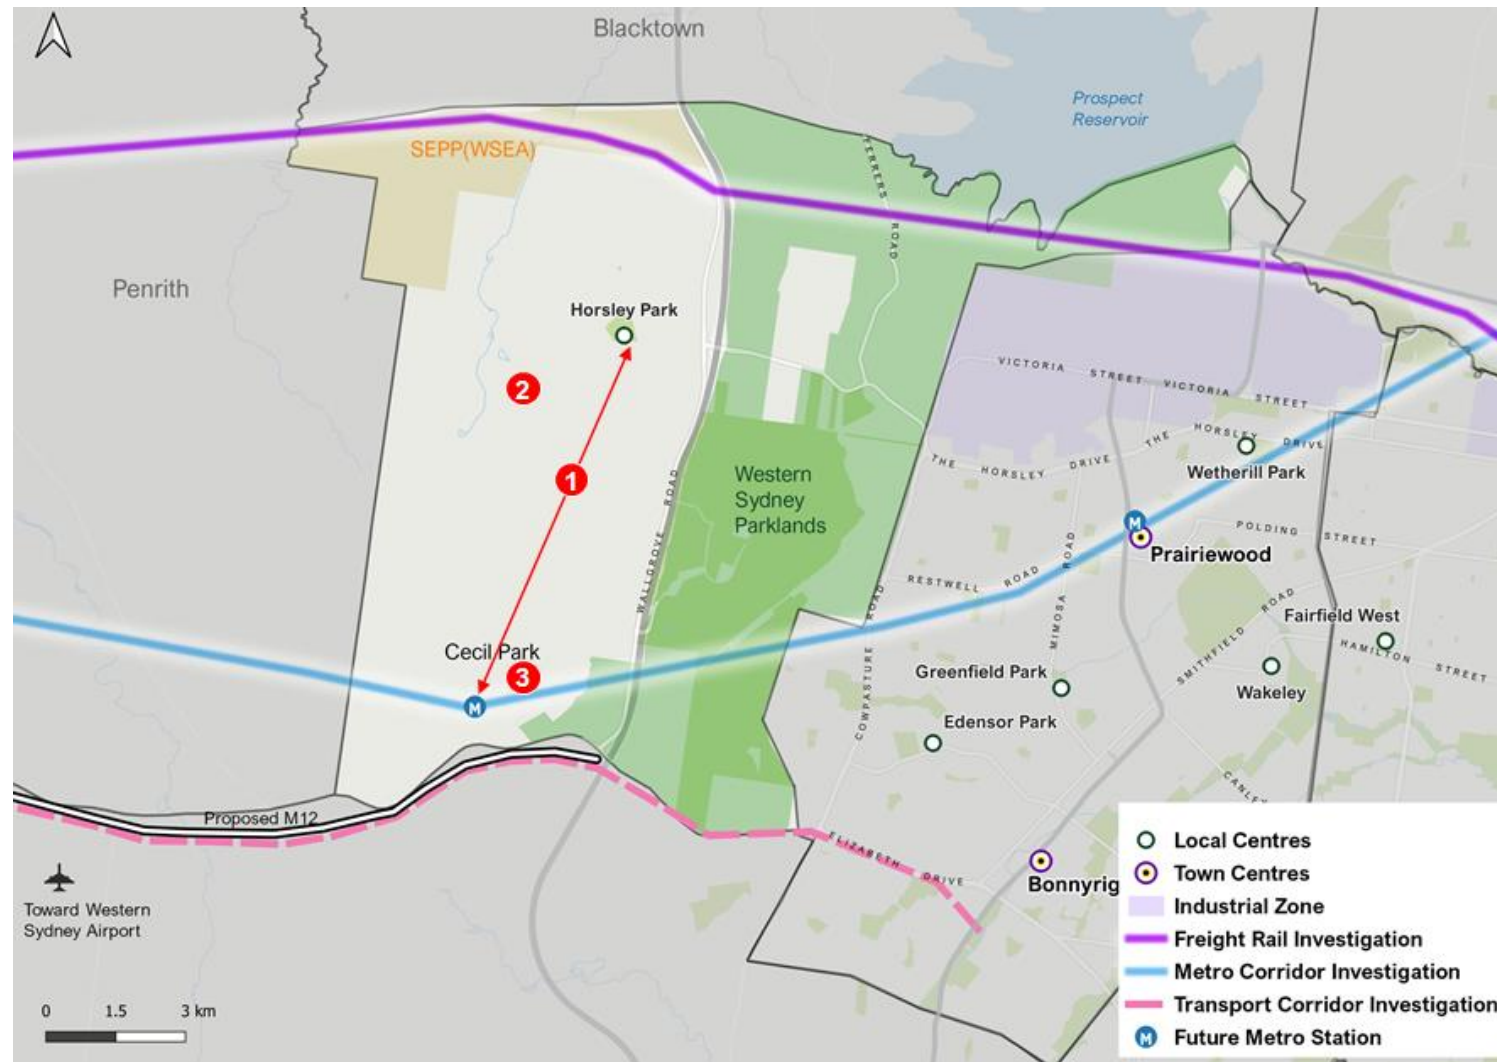 Blacktown
Prospect
Reservoir
SEPP(WSEA)
FERRERS ROAD
Penrith
Horsley Park
2
VICTORIA STREET VICTORIA STREET
THE HORSLEY DRIVE THE HORSLEY DRIVE
Wetherill Park
1
WALLGROVE ROAD
Western
Sydney
Parklands
M
POLDING STREET
Prairiewood
RESTWELL ROAD
MIMOSA ROAD
COWPASTURE ROAD
SMITHFIELD ROAD
Fairfield West
HAMILTON STREET
Cecil Park
3
Greenfield Park
Wakeley
M
Edensor Park
CANLE
Proposed M12
ELIZABETH DRIVE
Bonnyrig
Toward Western
Sydney Airport
0 1.5 3 km
Local Centres
Town Centres
Industrial Zone
Freight Rail Investigation
Metro Corridor Investigation
Transport Corridor Investigation
M Future Metro Station